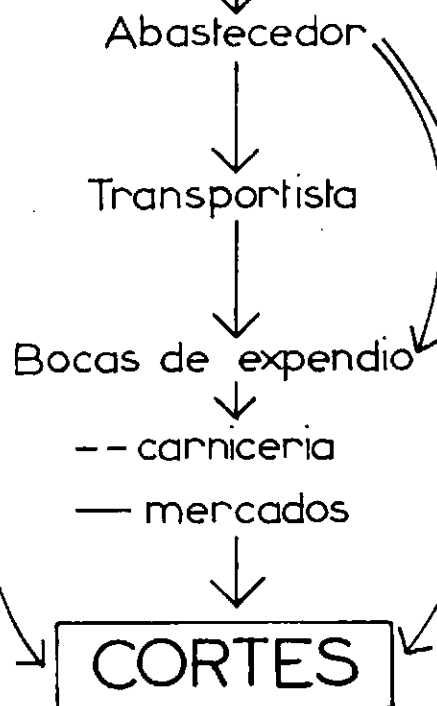 Abastecedor
Transportista
Bocas de expendio
-- carniceria
— mercados
CORTES